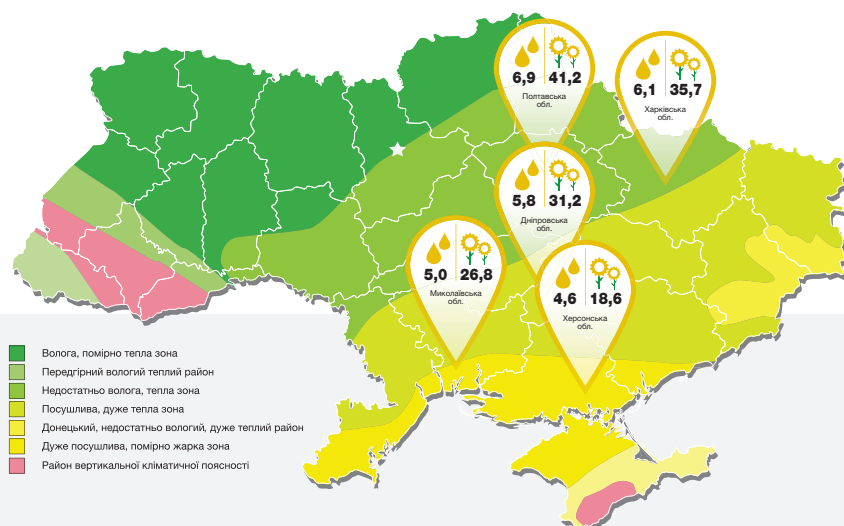 6,9 41,2
Полтавська
обл.
6,1 35,7
Харківська
обл.
5,8 31,2
Дніпровська
обл.
5,0 26,8
Миколаївська
обл.
4,6 18,6
Херсонська
обл.
Волога, помірно тепла зона
Передгірний вологий теплий район
Недостатньо волога, тепла зона
Посушлива, дуже тепла зона
Донецький, недостатньо вологий, дуже теплий район
Дуже посушлива, помірно жарка зона
Район вертикальної кліматичної поясності